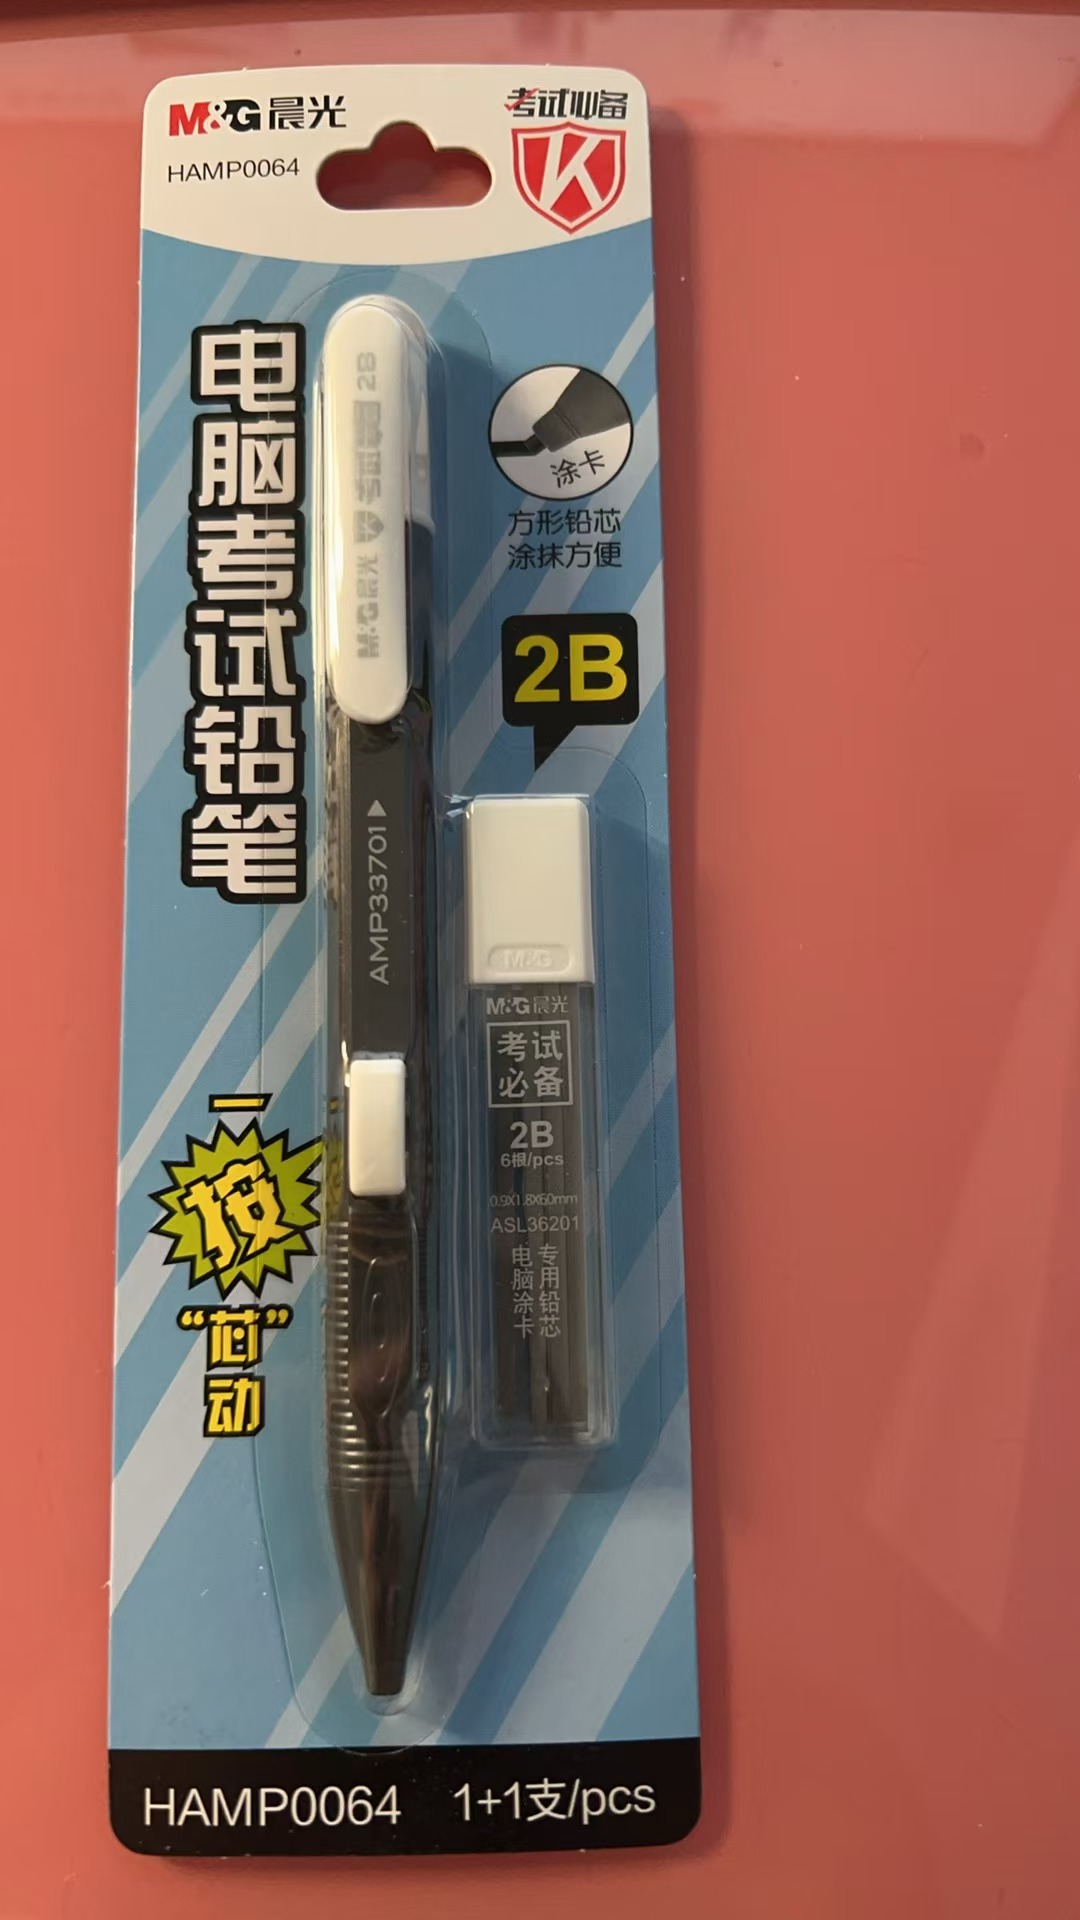 M&G 晨光
考试必备
HAMP0064
K
电脑考试铅笔
M&G 晨光 2B
涂卡
方形铅芯
涂抹方便
2B
AMP33701
M&G
M&G 晨光
考试
必备
2B
6根/pcs
0.9X1.8X60mm
ASL36201
电脑涂卡
专用铅芯
一按“芯”动
HAMP0064 1+1支/pcs